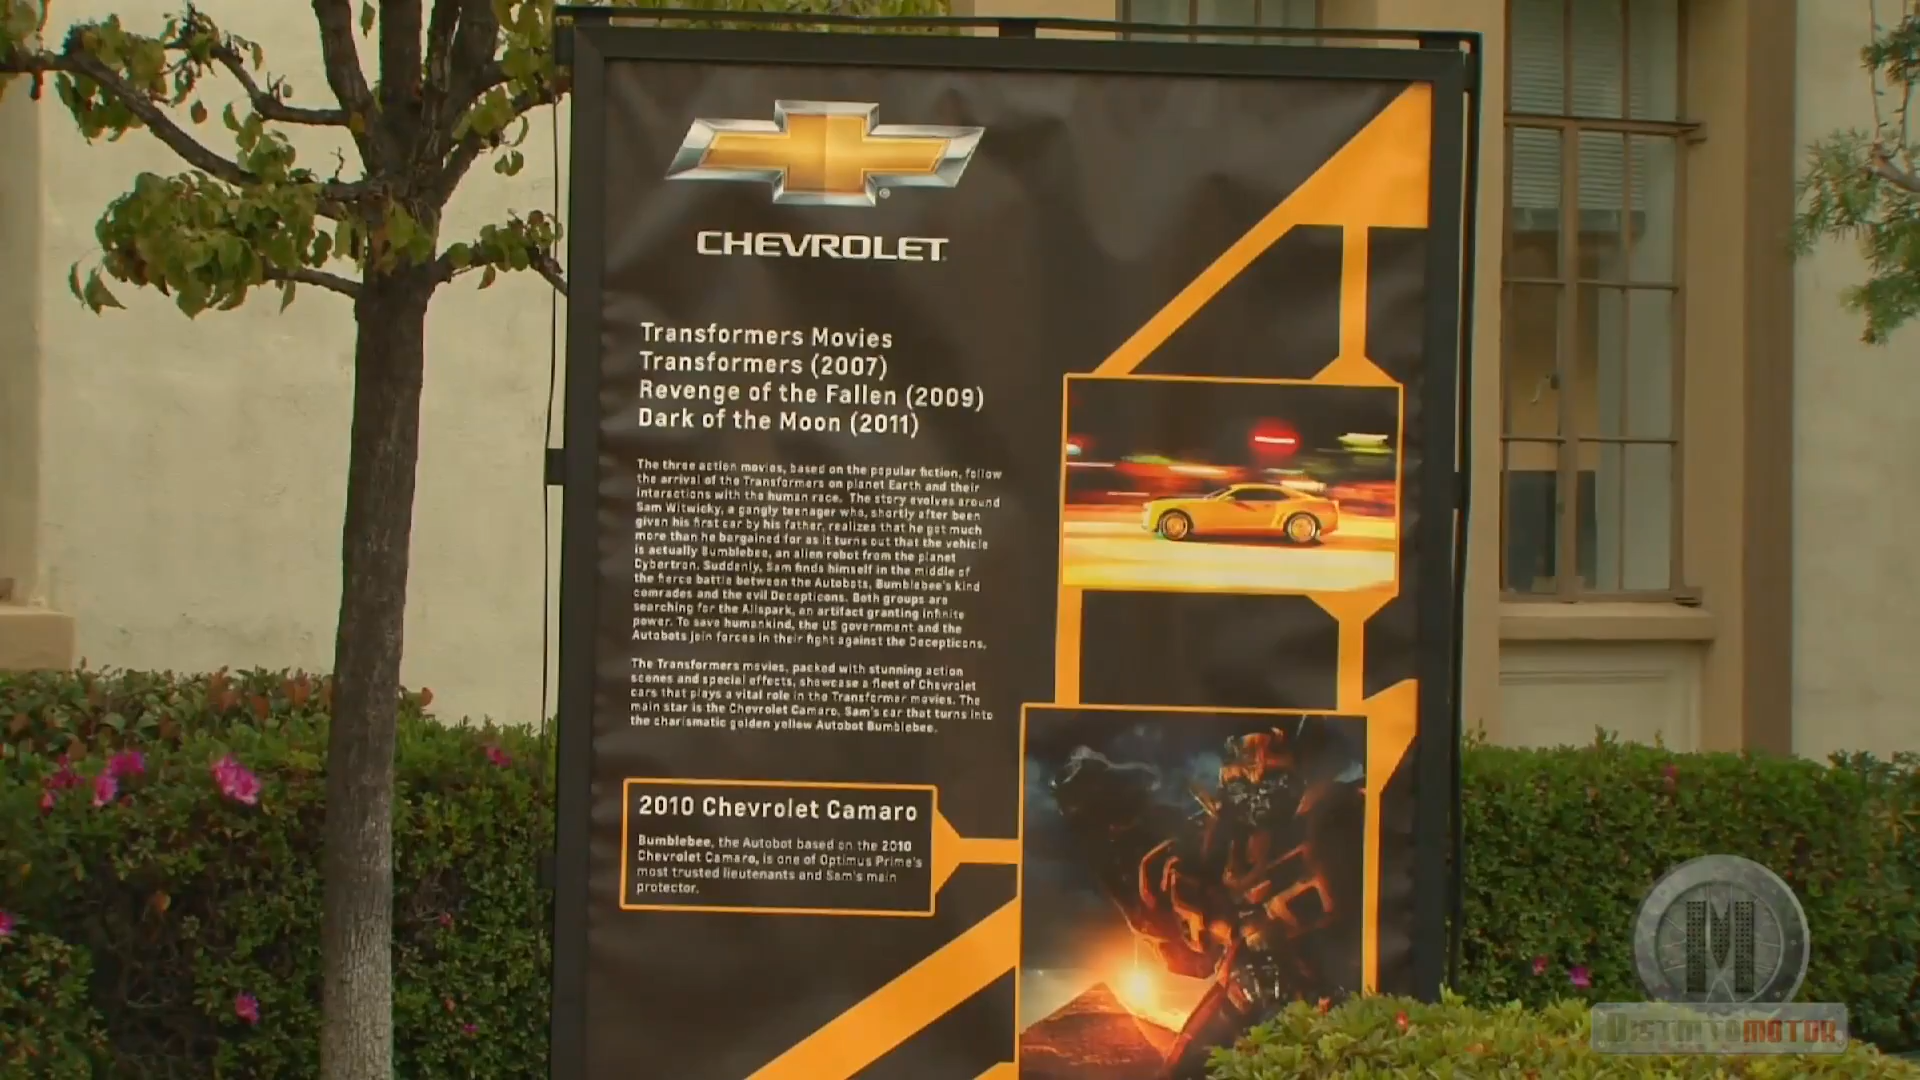 CHEVROLET
Transformers Movies
Transformers (2007)
Revenge of the Fallen (2009)
Dark of the Moon (2011)
The three action movies, based on the popular fiction, follow
the arrival of the Transformers on planet Earth and their
interactions with the human race. The story evolves around
Sam Witwicky, a gangly teenager who, shortly after been
given his first car by his father, realizes that he got much
more than he bargained for as it turns out that the vehicle
is actually Bumblebee, an alien robot from the planet
Cybertron. Suddenly, Sam finds himself in the middle of
the fierce battle between the Autobots, Bumblebee's kind
comrades and the evil Decepticons. Both groups are
searching for the Allspark, an artifact granting infinite
power. To save humankind, the US government and the
Autobots join forces in their fight against the Decepticons.
The Transformers movies, packed with stunning action
scenes and special effects, showcase a fleet of Chevrolet
cars that plays a vital role in the Transformer movies. The
main star is the Chevrolet Camaro, Sam's car that turns into
the charismatic golden yellow Autobot Bumblebee.
2010 Chevrolet Camaro
Bumblebee, the Autobot based on the 2010
Chevrolet Camaro, is one of Optimus Prime's
most trusted lieutenants and Sam's main
protector.
M
DISTRITOMOTOR